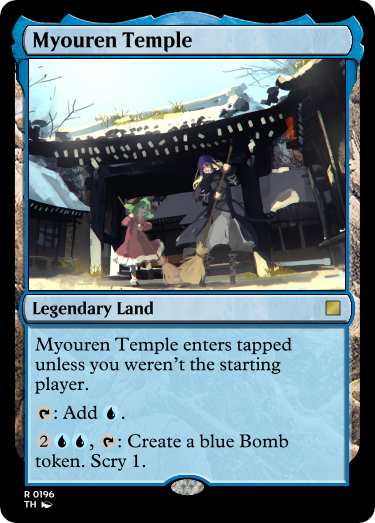 Myouren Temple
Legendary Land
Myouren Temple enters tapped
unless you weren't the starting
player.
: Add .
2 , : Create a blue Bomb
token. Scry 1.
R 0196
TH